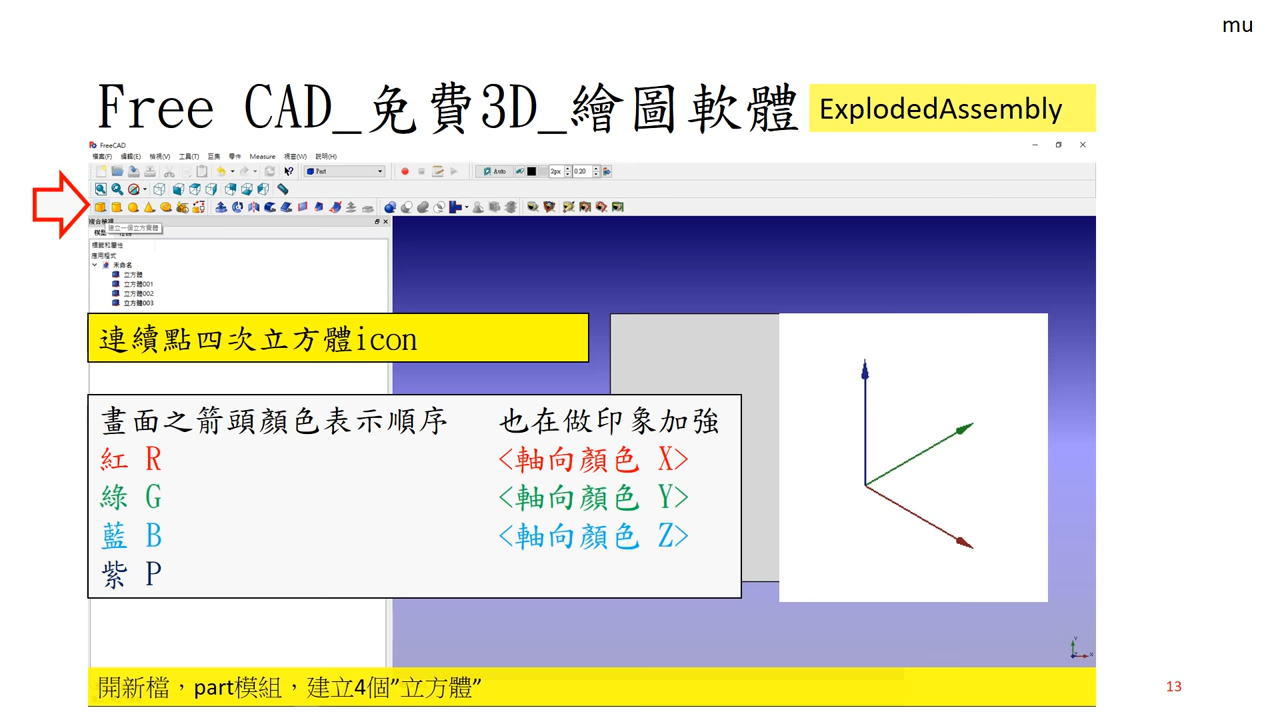 mu
Free CAD_免費3D_繪圖軟體
ExplodedAssembly
FreeCAD
檔案(F) 編輯(E) 檢視(V) 工具(T) 巨集 零件 Measure 視窗(W) 說明(H)
Part
Auto
2px
0.20
建立一個立方實體
標籤和屬性
應用程式
未命名
立方體
立方體001
立方體002
立方體003
連續點四次立方體icon
畫面之箭頭顏色表示順序 也在做印象加強
紅 R <軸向顏色 X>
綠 G <軸向顏色 Y>
藍 B <軸向顏色 Z>
紫 P
開新檔，part模組，建立4個”立方體”
13